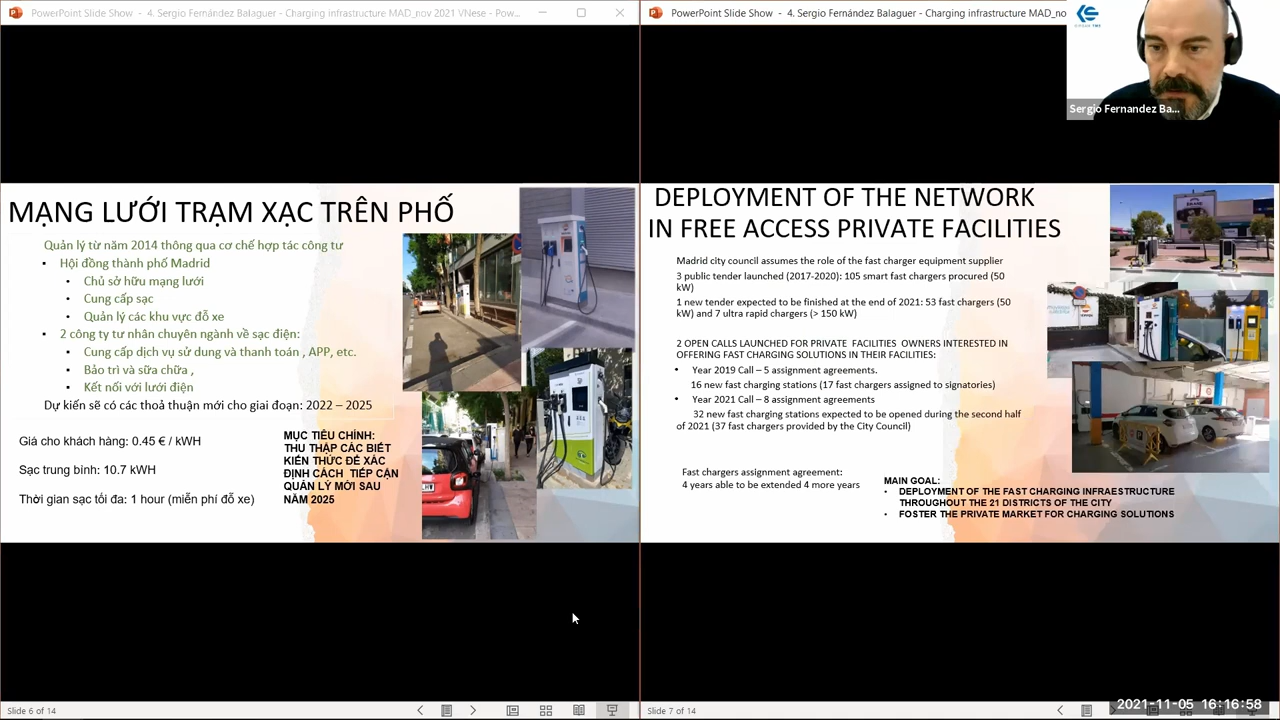 PowerPoint Slide Show - 4. Sergio Fernández Balaguer - Charging infrastructure MAD_nov 2021 VNese - Pow...
MẠNG LƯỚI TRẠM XẠC TRÊN PHỐ
Quản lý từ năm 2014 thông qua cơ chế hợp tác công tư
• Hội đồng thành phố Madrid
• Chủ sở hữu mạng lưới
• Cung cấp sạc
• Quản lý các khu vực đỗ xe
• 2 công ty tư nhân chuyên ngành về sạc điện:
• Cung cấp dịch vụ sử dung và thanh toán , APP, etc.
• Bảo trì và sữa chữa ,
• Kết nối với lưới điện
Dự kiến sẽ có các thoả thuận mới cho giai đoạn: 2022 – 2025
Giá cho khách hàng: 0.45 € / kWH
Sạc trung bính: 10.7 kWH
Thời gian sạc tối đa: 1 hour (miễn phí đỗ xe)
MỤC TIÊU CHÍNH:
THU THẬP CÁC BIẾT
KIẾN THỨC ĐỂ XÁC
ĐỊNH CÁCH TIẾP CẬN
QUẢN LÝ MỚI SAU
NĂM 2025
Slide 6 of 14
PowerPoint Slide Show - 4. Sergio Fernández Balaguer - Charging infrastructure MAD_no
Sergio Fernandez Ba...
DEPLOYMENT OF THE NETWORK
IN FREE ACCESS PRIVATE FACILITIES
Madrid city council assumes the role of the fast charger equipment supplier
3 public tender launched (2017-2020): 105 smart fast chargers procured (50
kW)
1 new tender expected to be finished at the end of 2021: 53 fast chargers (50
kW) and 7 ultra rapid chargers (> 150 kW)
2 OPEN CALLS LAUNCHED FOR PRIVATE FACILITIES OWNERS INTERESTED IN
OFFERING FAST CHARGING SOLUTIONS IN THEIR FACILITIES:
• Year 2019 Call – 5 assignment agreements.
16 new fast charging stations (17 fast chargers assigned to signatories)
• Year 2021 Call – 8 assignment agreements
32 new fast charging stations expected to be opened during the second half
of 2021 (37 fast chargers provided by the City Council)
Fast chargers assignment agreement:
4 years able to be extended 4 more years
MAIN GOAL:
• DEPLOYMENT OF THE FAST CHARGING INFRAESTRUCTURE
THROUGHOUT THE 21 DISTRICTS OF THE CITY
• FOSTER THE PRIVATE MARKET FOR CHARGING SOLUTIONS
Slide 7 of 14
2021-11-05 16:16:58